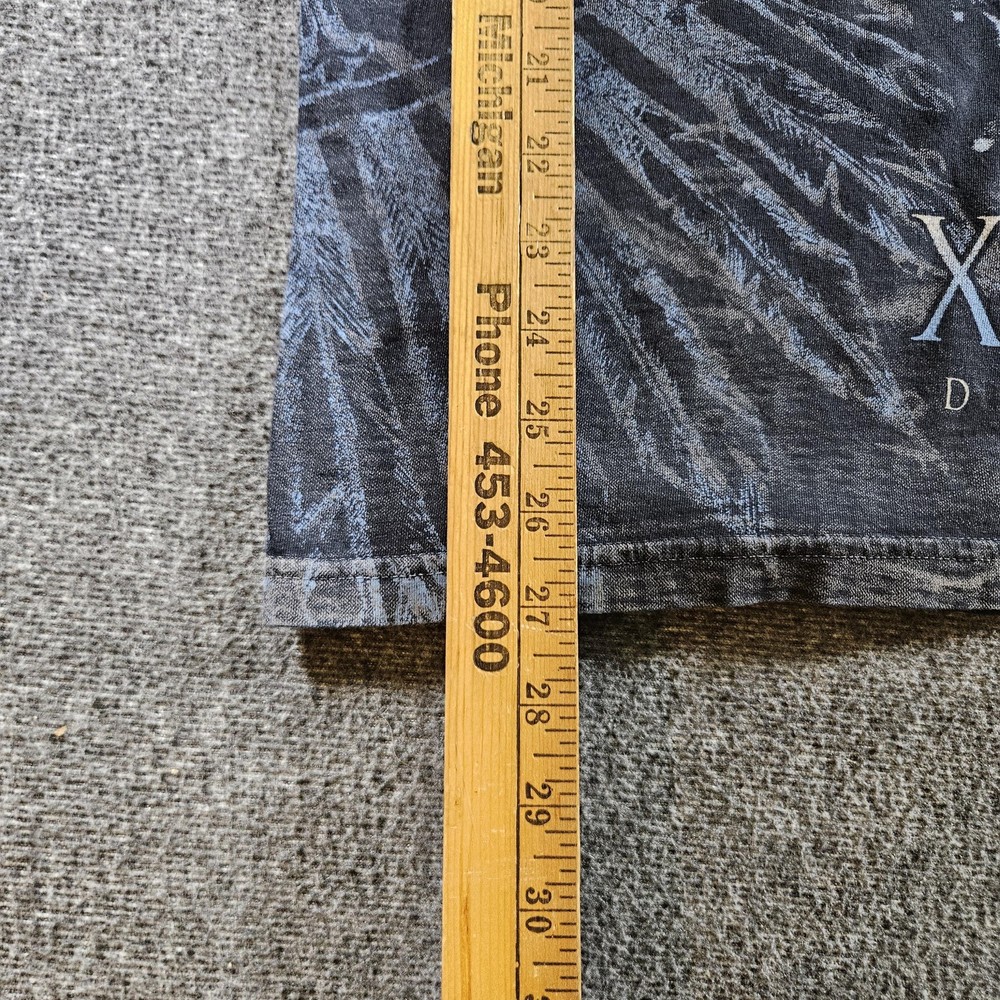 Michigan
Phone 453-4600
21 22 23 24 25 26 27 28 29 30
X
D